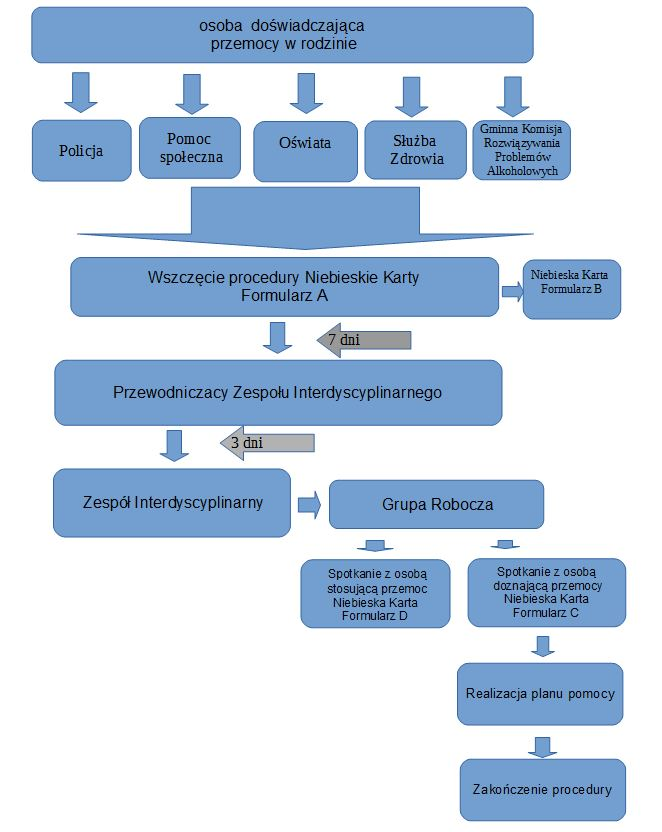 osoba doświadczająca
przemocy w rodzinie
Policja
Pomoc
społeczna
Oświata
Służba
Zdrowia
Gminna Komisja
Rozwiązywania
Problemów
Alkoholowych
Wszczęcie procedury Niebieskie Karty
Formularz A
Niebieska Karta
Formularz B
7 dni
Przewodniczacy Zespołu Interdyscyplinarnego
3 dni
Zespół Interdyscyplinarny
Grupa Robocza
Spotkanie z osobą
stosującą przemoc
Niebieska Karta
Formularz D
Spotkanie z osobą
doznającą przemocy
Niebieska Karta
Formularz C
Realizacja planu pomocy
Zakończenie procedury